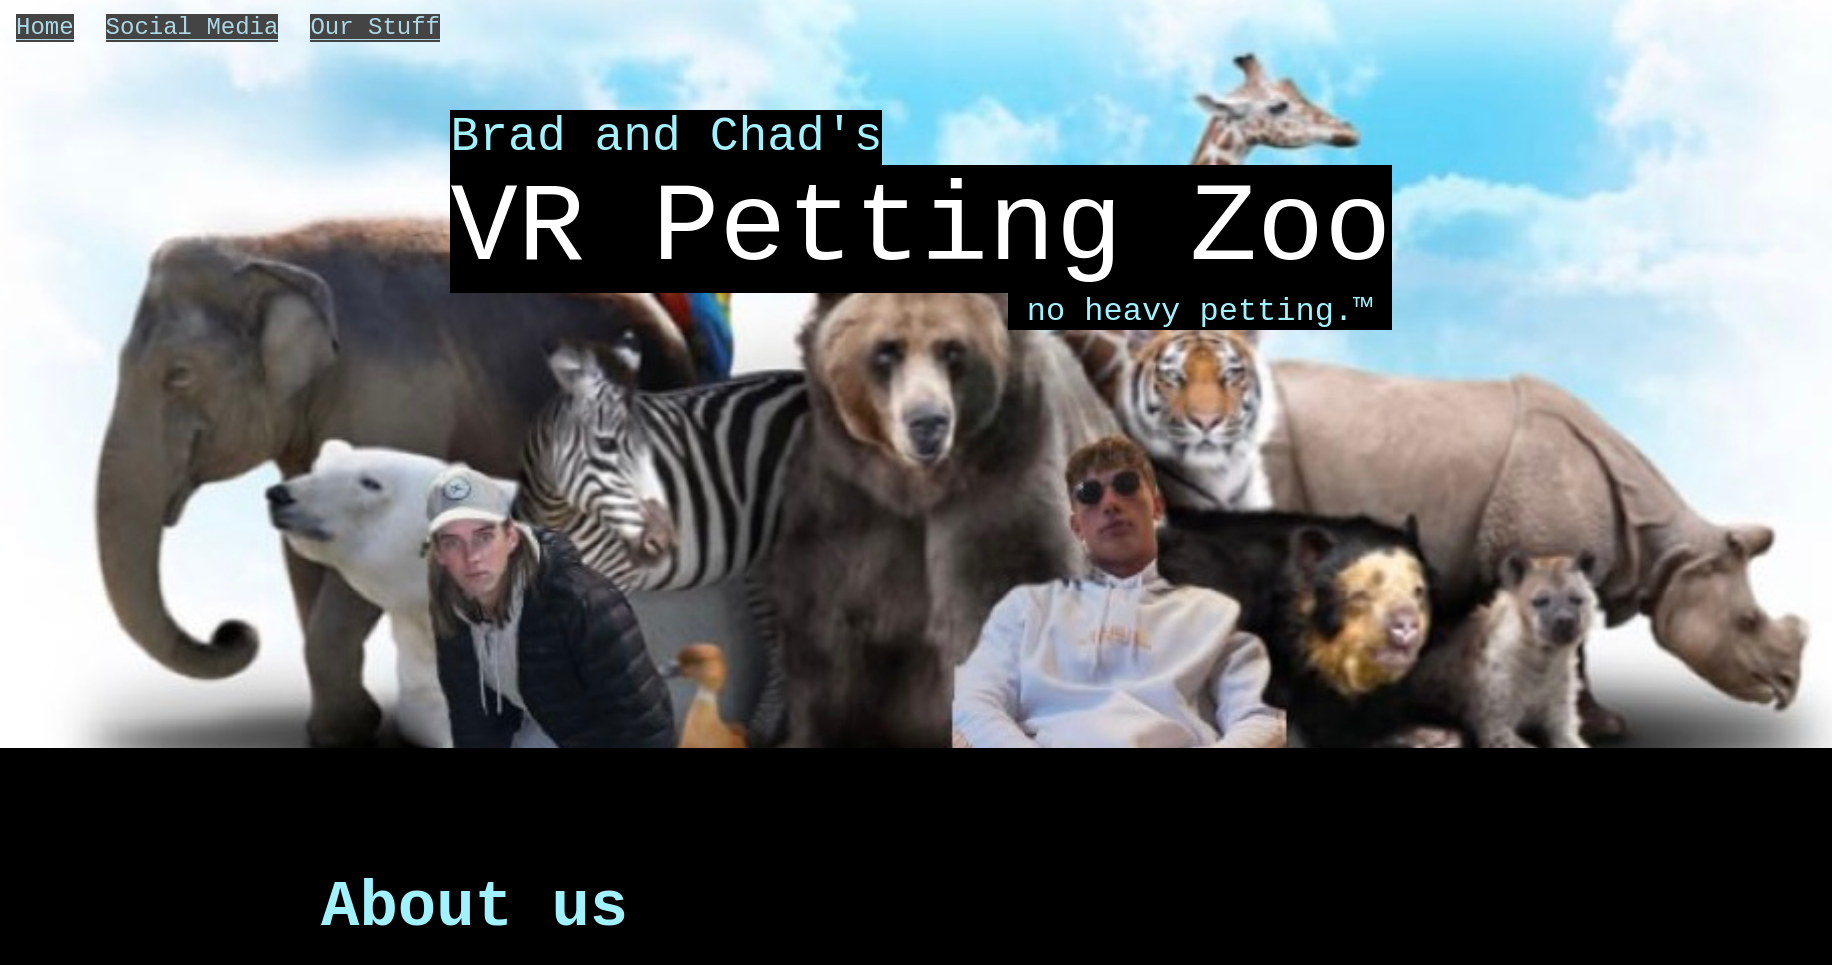 Home Social Media Our Stuff
Brad and Chad's
VR Petting Zoo
no heavy petting.™
About us